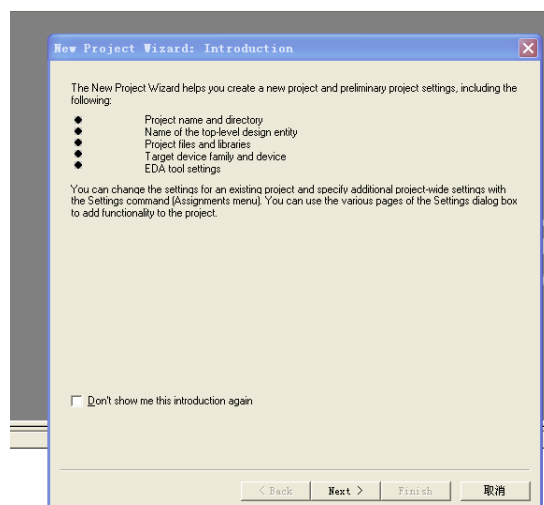 New Project Wizard: Introduction
The New Project Wizard helps you create a new project and preliminary project settings, including the
following:
Project name and directory
Name of the top-level design entity
Project files and libraries
Target device family and device
EDA tool settings
You can change the settings for an existing project and specify additional project-wide settings with
the Settings command (Assignments menu). You can use the various pages of the Settings dialog box
to add functionality to the project.
Don't show me this introduction again
< Back Next > Finish 取消